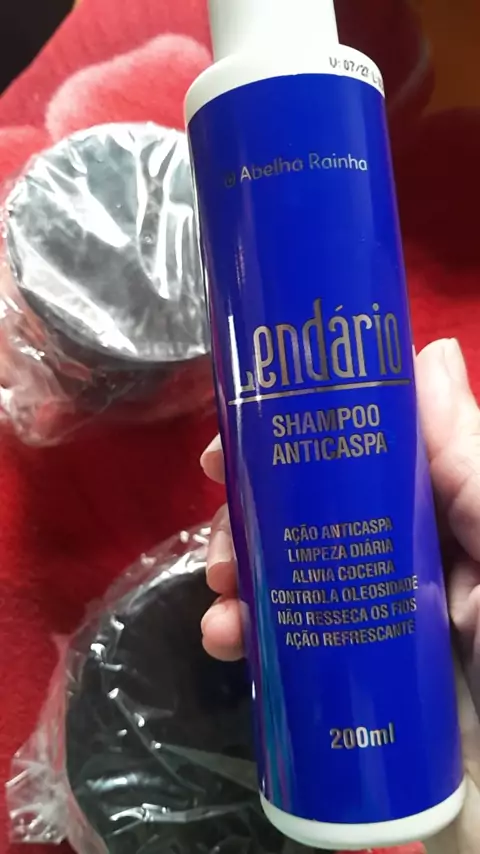 Abelha Rainha
Lendário
SHAMPOO
ANTICASPA
AÇÃO ANTICASPA
LIMPEZA DIÁRIA
ALIVIA COCEIRA
CONTROLA OLEOSIDADE
NÃO RESSECA OS FIOS
AÇÃO REFRESCANTE
200ml